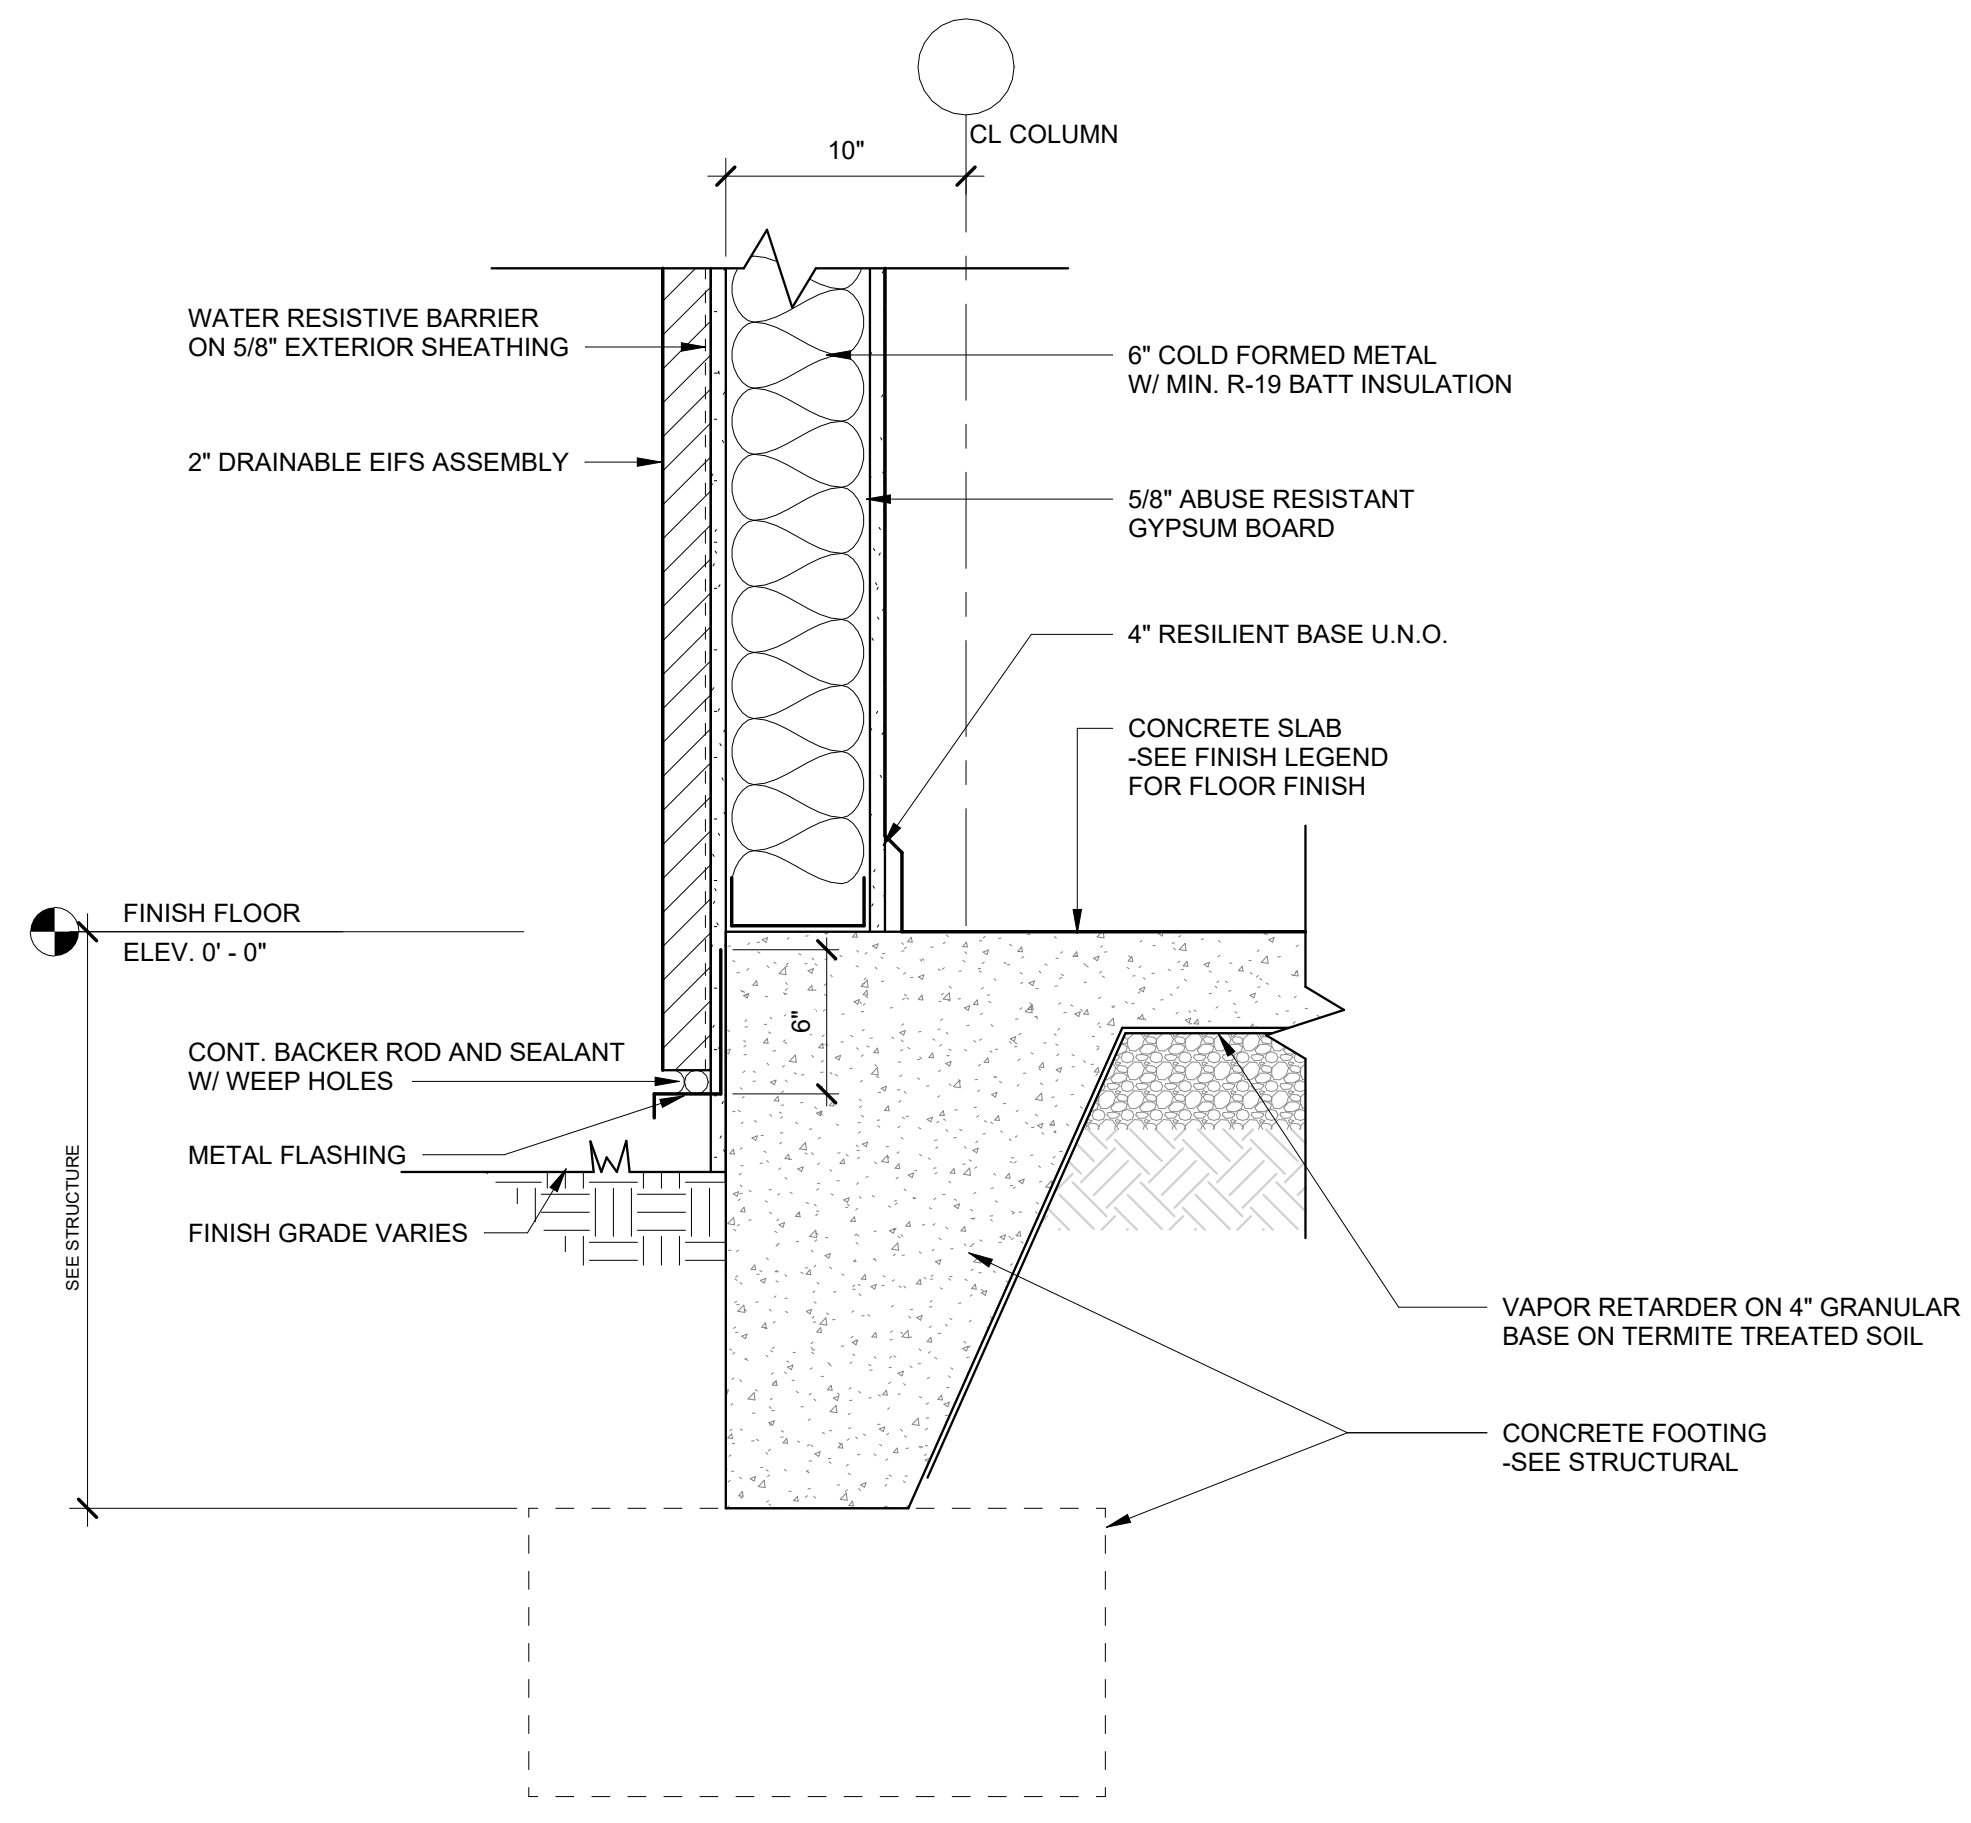 CL COLUMN
10"
WATER RESISTIVE BARRIER
ON 5/8" EXTERIOR SHEATHING
6" COLD FORMED METAL
W/ MIN. R-19 BATT INSULATION
2" DRAINABLE EIFS ASSEMBLY
5/8" ABUSE RESISTANT
GYPSUM BOARD
4" RESILIENT BASE U.N.O.
CONCRETE SLAB
-SEE FINISH LEGEND
FOR FLOOR FINISH
FINISH FLOOR
ELEV. 0' - 0"
6"
CONT. BACKER ROD AND SEALANT
W/ WEEP HOLES
METAL FLASHING
SEE STRUCTURE
FINISH GRADE VARIES
VAPOR RETARDER ON 4" GRANULAR
BASE ON TERMITE TREATED SOIL
CONCRETE FOOTING
-SEE STRUCTURAL